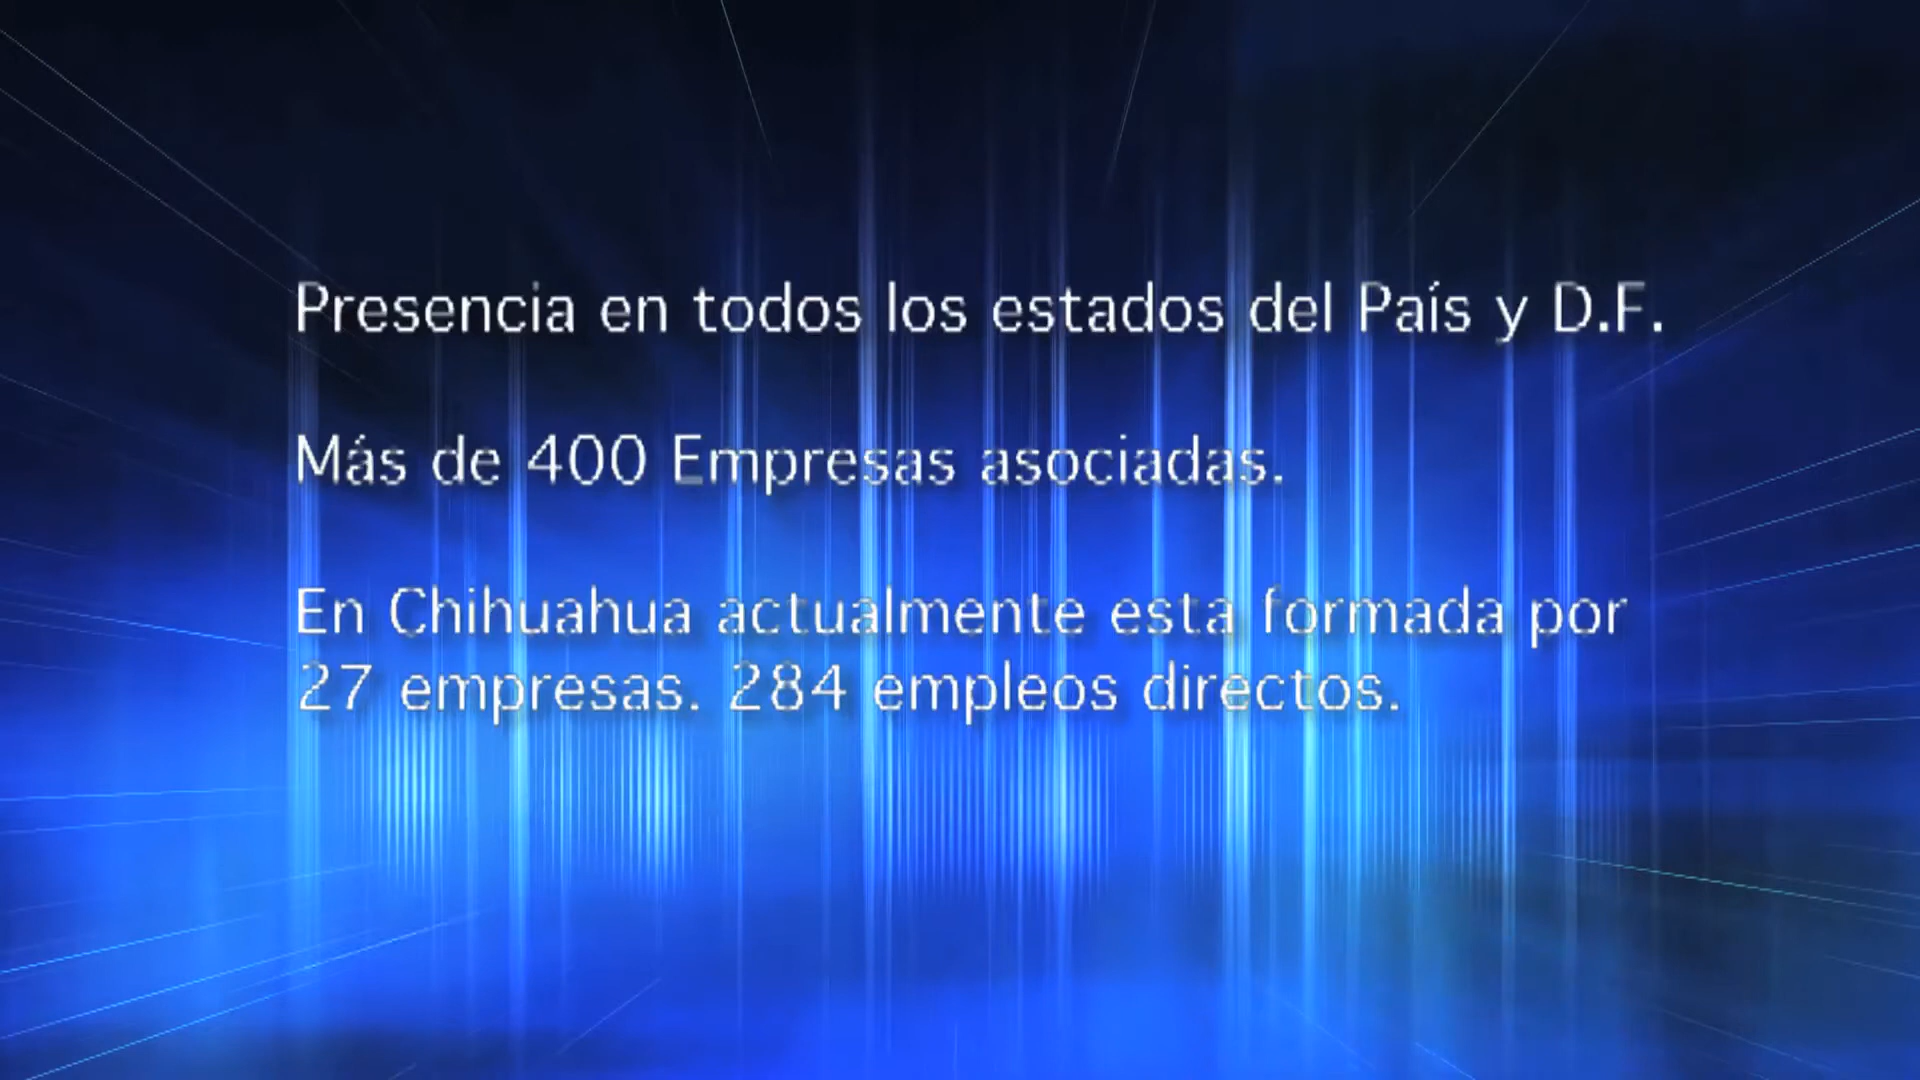 Presencia en todos los estados del País y D.F.
Más de 400 Empresas asociadas.
En Chihuahua actualmente esta formada por
27 empresas. 284 empleos directos.